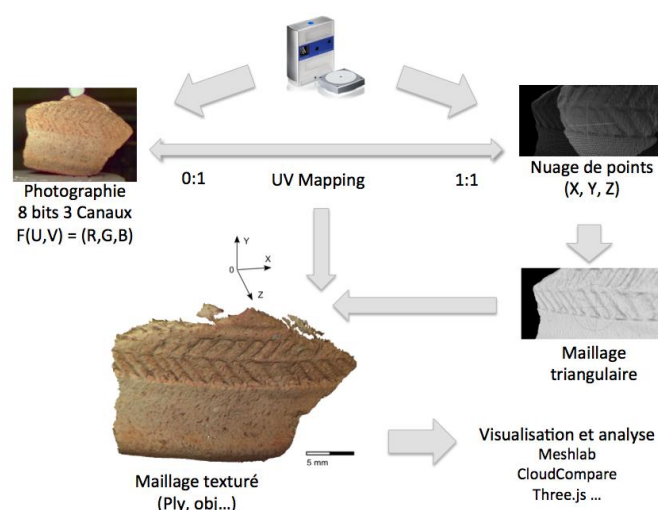 Photographie
8 bits 3 Canaux
F(U,V) = (R,G,B)
0:1
UV Mapping
1:1
Nuage de points
(X, Y, Z)
Y
X
0
Z
Maillage
triangulaire
5 mm
Maillage texturé
(Ply, obj...)
Visualisation et analyse
Meshlab
CloudCompare
Three.js ...